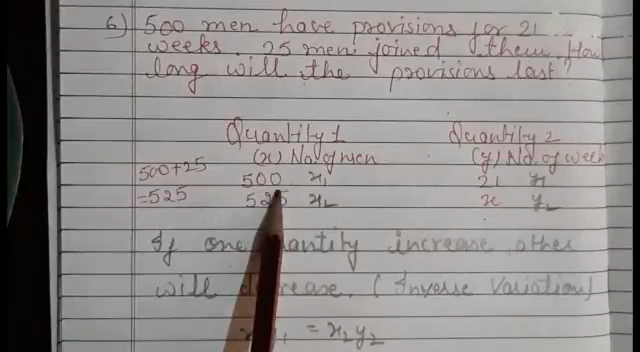 6) 500 men have provisions for 21
weeks. 25 men joined them. How
long will the provisions last?
Quantity 1 Quantity 2
(x) No. of men (y) No. of week
500+25 500 x₁ 21 y₁
=525 525 x₂ x y₂
If one quantity increase other
will decrease. (Inverse Variation)
= x₂y₂